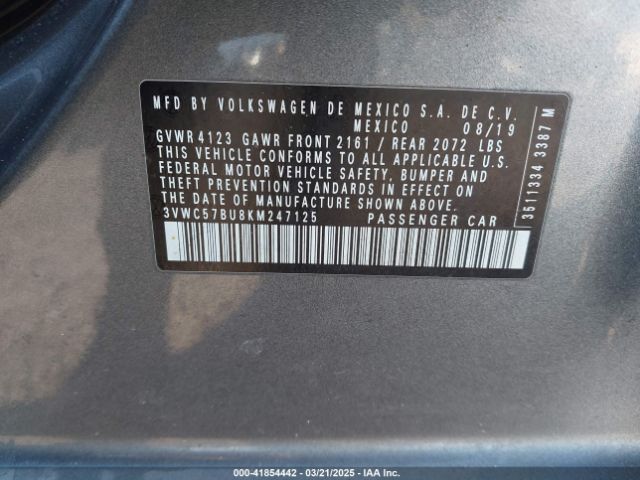 MFD BY VOLKSWAGEN DE MEXICO S.A. DE C.V.
MEXICO 08/19
GVWR 4123 GAWR FRONT 2161 / REAR 2072 LBS
THIS VEHICLE CONFORMS TO ALL APPLICABLE U.S.
FEDERAL MOTOR VEHICLE SAFETY, BUMPER AND
THEFT PREVENTION STANDARDS IN EFFECT ON
THE DATE OF MANUFACTURE SHOWN ABOVE.
3VWC57BU8KM247125 PASSENGER CAR
3511334 3387 M
000-41854442 — 03/21/2025 — IAA Inc.